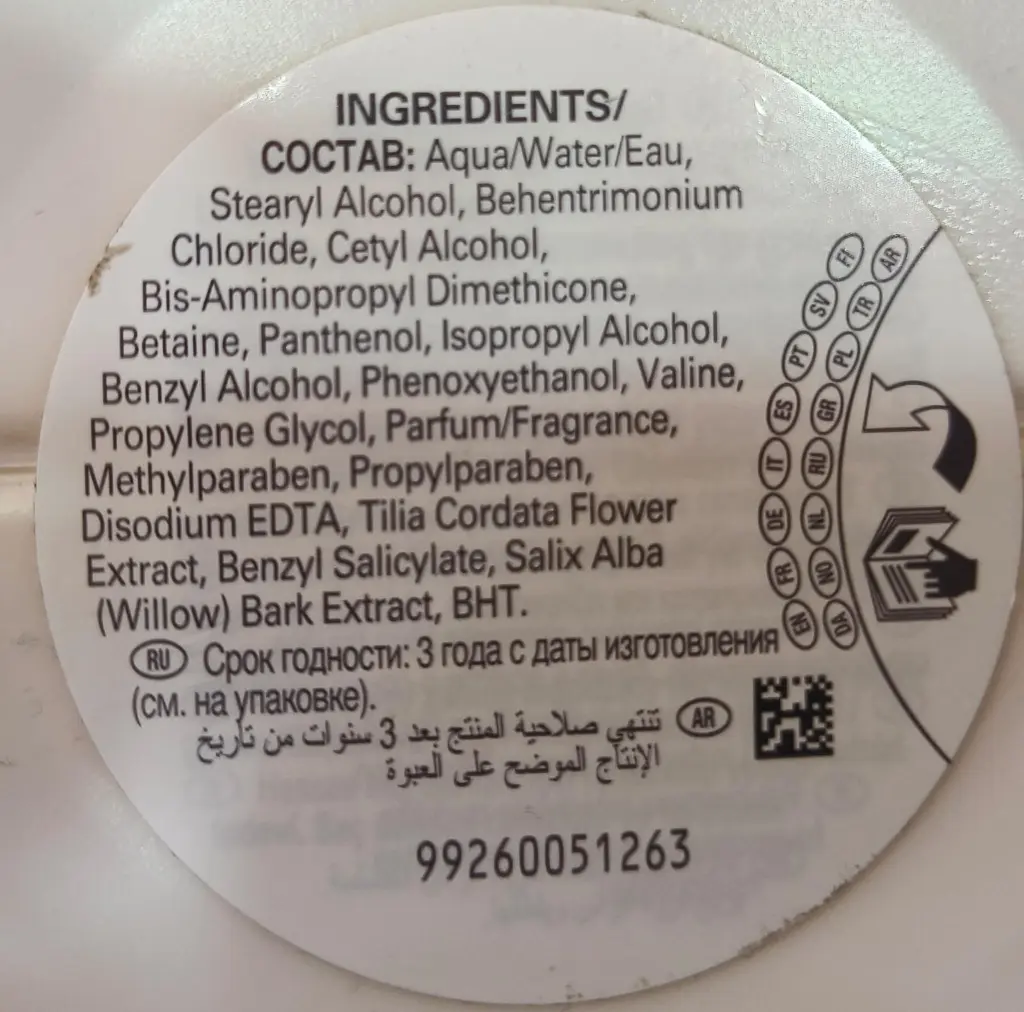 INGREDIENTS/
СОСТАВ: Aqua/Water/Eau,
Stearyl Alcohol, Behentrimonium
Chloride, Cetyl Alcohol,
Bis-Aminopropyl Dimethicone,
Betaine, Panthenol, Isopropyl Alcohol,
Benzyl Alcohol, Phenoxyethanol, Valine,
Propylene Glycol, Parfum/Fragrance,
Methylparaben, Propylparaben,
Disodium EDTA, Tilia Cordata Flower
Extract, Benzyl Salicylate, Salix Alba
(Willow) Bark Extract, BHT.
RU Срок годности: 3 года с даты изготовления
(см. на упаковке).
AR تنتهي صلاحية المنتج بعد 3 سنوات من تاريخ
الإنتاج الموضح على العبوة
99260051263
FI AR
SV TR
PT PL
ES GR
IT RU
DE NL
FR NO
EN DA